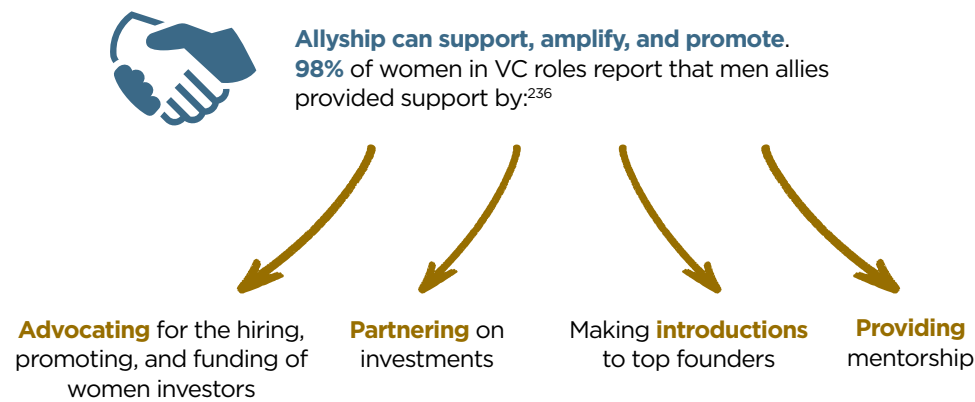 Allyship can support, amplify, and promote.
98% of women in VC roles report that men allies
provided support by:236
Advocating for the hiring,
promoting, and funding of
women investors
Partnering on
investments
Making introductions
to top founders
Providing
mentorship